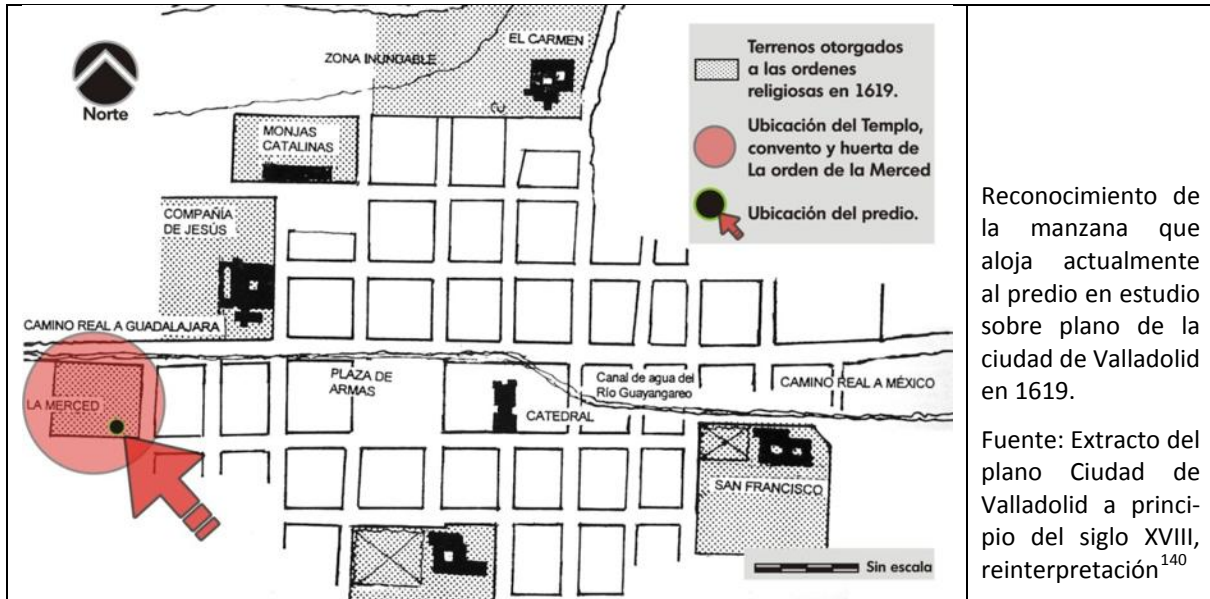 Norte
ZONA INUNDABLE
EL CARMEN
MONJAS
CATALINAS
COMPAÑIA
DE JESÚS
CAMINO REAL A GUADALAJARA
LA MERCED
PLAZA DE
ARMAS
CATEDRAL
Canal de agua del
Río Guayangareo
CAMINO REAL A MÉXICO
SAN FRANCISCO
Sin escala
Terrenos otorgados
a las ordenes
religiosas en 1619.
Ubicación del Templo,
convento y huerta de
La orden de la Merced
Ubicación del predio.
Reconocimiento de
la manzana que
aloja actualmente
al predio en estudio
sobre plano de la
ciudad de Valladolid
en 1619.
Fuente: Extracto del
plano Ciudad de
Valladolid a princi-
pio del siglo XVIII,
reinterpretación140